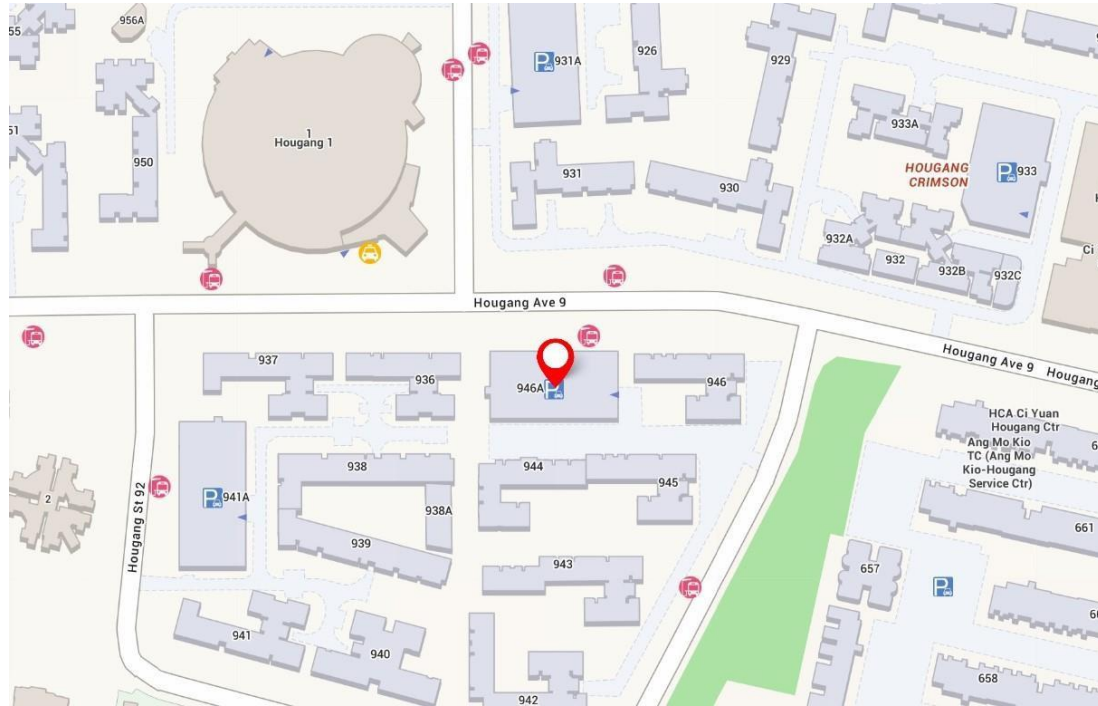 956A
950
1
Hougang 1
931A
926
929
933A
HOUGANG
CRIMSON
933
931
930
932A
932
932B
932C
Ci
Hougang Ave 9
Hougang Ave 9
Hougang
937
936
946A
946
HCA Ci Yuan
Hougang Ctr
Ang Mo Kio
TC (Ang Mo
Kio-Hougang
Service Ctr)
938
944
945
941A
938A
2
Hougang St 92
939
943
661
657
941
940
942
658